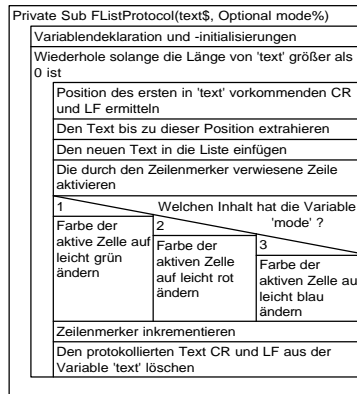 Private Sub FListProtocol(text$, Optional mode%)
Variablendeklaration und -initialisierungen
Wiederhole solange die Länge von 'text' größer als
0 ist
Position des ersten in 'text' vorkommenden CR
und LF ermitteln
Den Text bis zu dieser Position extrahieren
Den neuen Text in die Liste einfügen
Die durch den Zeilenmerker verwiesene Zeile
aktivieren
Welchen Inhalt hat die Variable
'mode' ?
1
Farbe der
aktive Zelle auf
leicht grün
ändern
2
Farbe der
aktiven Zelle
auf leicht rot
ändern
3
Farbe der
aktiven Zelle au
leicht blau
ändern
Zeilenmerker inkrementieren
Den protokollierten Text CR und LF aus der
Variable 'text' löschen